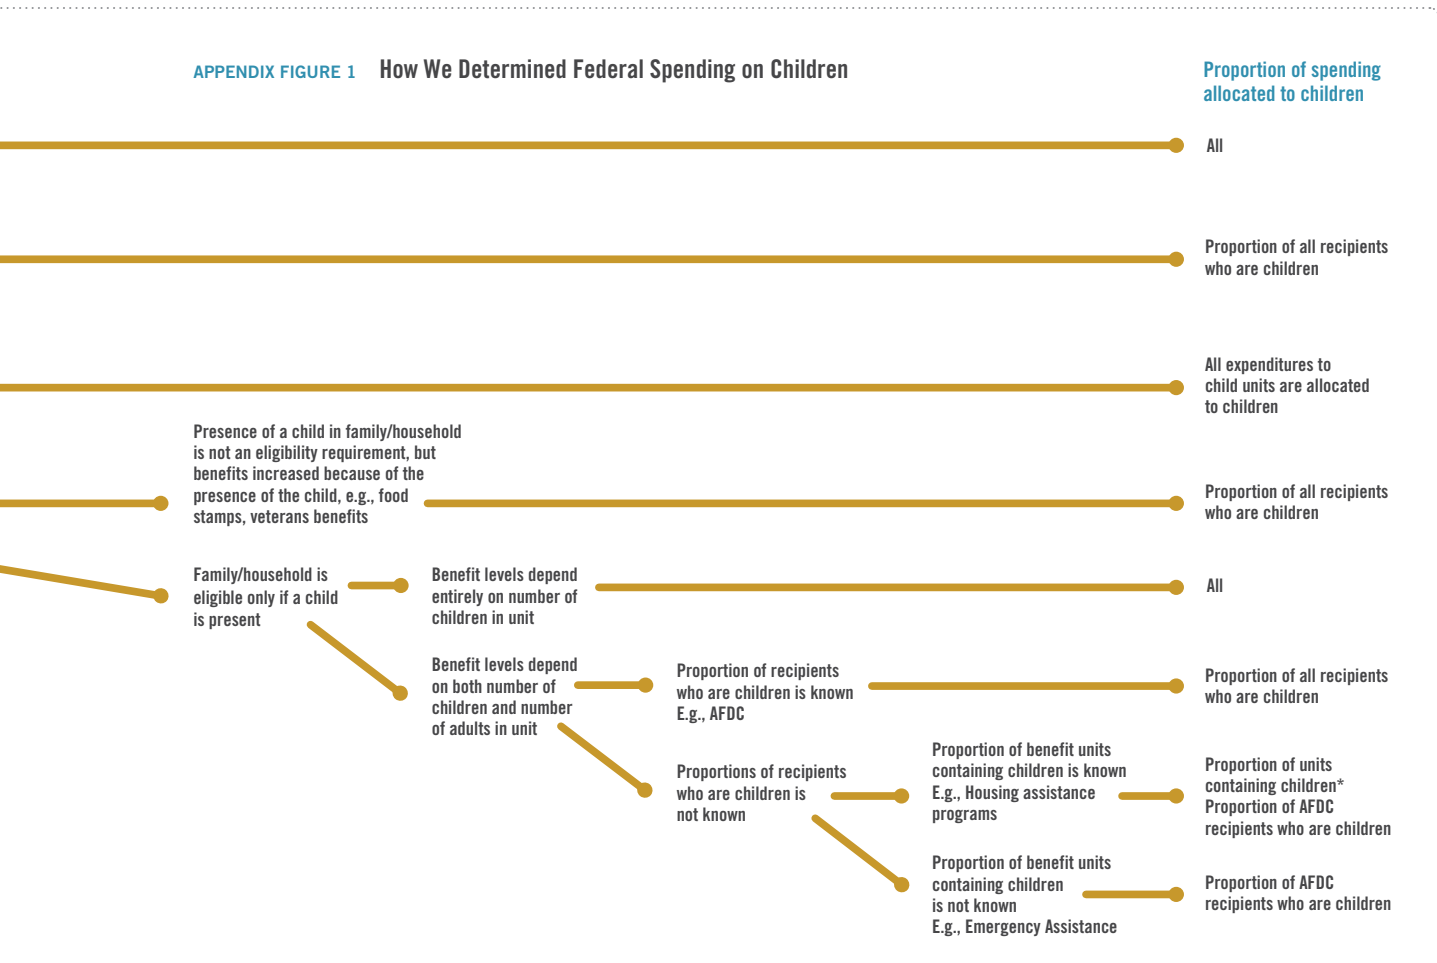 APPENDIX FIGURE 1 How We Determined Federal Spending on Children
Proportion of spending
allocated to children
All
Proportion of all recipients
who are children
All expenditures to
child units are allocated
to children
Presence of a child in family/household
is not an eligibility requirement, but
benefits increased because of the
presence of the child, e.g., food
stamps, veterans benefits
Proportion of all recipients
who are children
Family/household is
eligible only if a child
is present
Benefit levels depend
entirely on number of
children in unit
All
Benefit levels depend
on both number of
children and number
of adults in unit
Proportion of recipients
who are children is known
E.g., AFDC
Proportion of all recipients
who are children
Proportions of recipients
who are children is
not known
Proportion of benefit units
containing children is known
E.g., Housing assistance
programs
Proportion of units
containing children*
Proportion of AFDC
recipients who are children
Proportion of benefit units
containing children
is not known
E.g., Emergency Assistance
Proportion of AFDC
recipients who are children